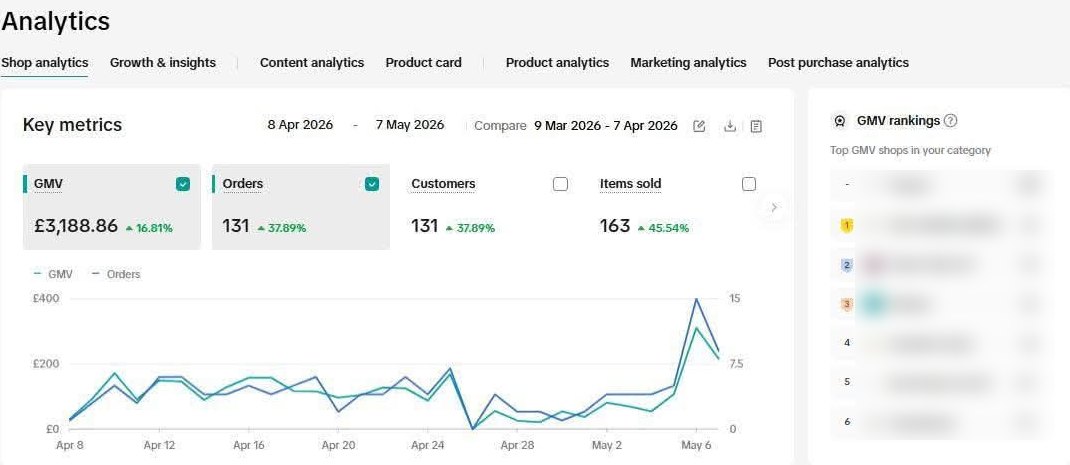 Analytics
Shop analytics Growth & insights Content analytics Product card Product analytics Marketing analytics Post purchase analytics
Key metrics 8 Apr 2026 - 7 May 2026 Compare 9 Mar 2026 - 7 Apr 2026
GMV Orders Customers Items sold
£3,188.86 16.81% 131 37.89% 131 37.89% 163 45.54%
GMV Orders
£400 15
£200 7.5
£0 0
Apr 8 Apr 12 Apr 16 Apr 20 Apr 24 Apr 28 May 2 May 6
GMV rankings ?
Top GMV shops in your category
-
1
2
3
4
5
6